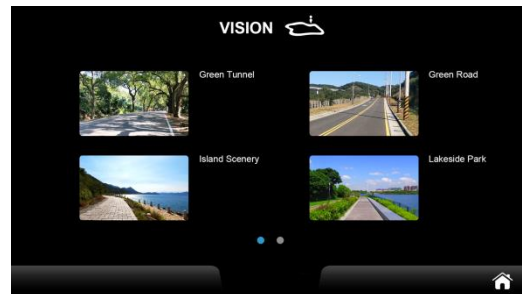 VISION
Green Tunnel
Green Road
Island Scenery
Lakeside Park